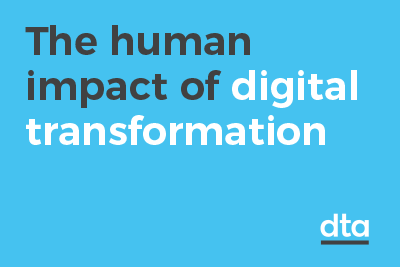 The human
impact of digital
transformation
dta